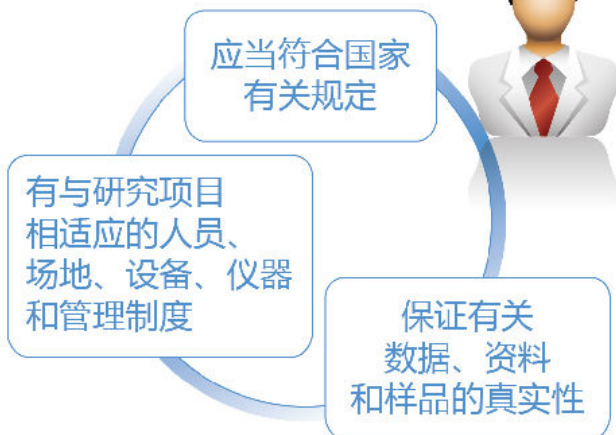 应当符合国家
有关规定
有与研究项目
相适应的人员、
场地、设备、仪器
和管理制度
保证有关
数据、资料
和样品的真实性